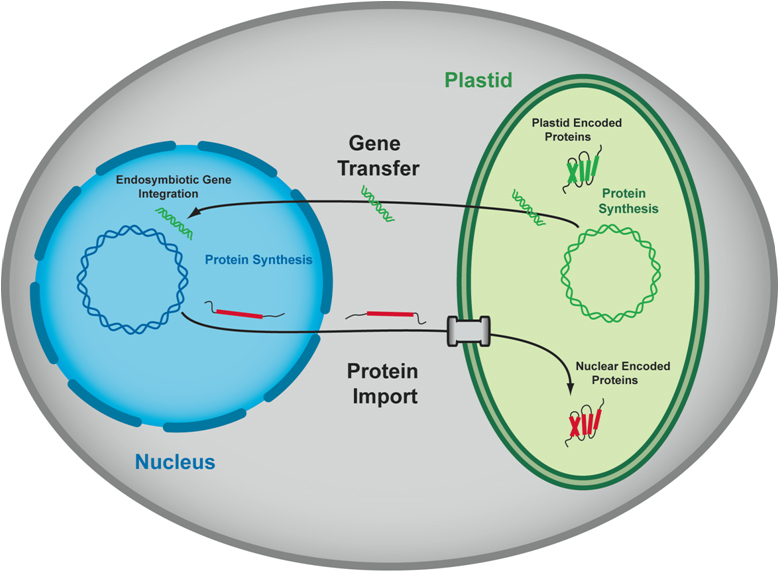 Plastid
Plastid Encoded
Proteins
Gene
Transfer
Endosymbiotic Gene
Integration
Protein
Synthesis
Protein Synthesis
Protein
Import
Nuclear Encoded
Proteins
Nucleus